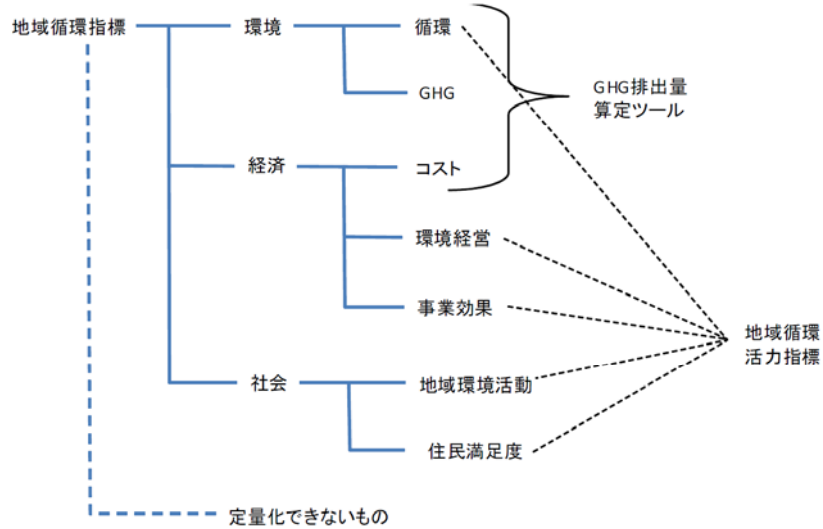 地域循環指標
環境
循環
GHG
GHG排出量
算定ツール
経済
コスト
環境経営
事業効果
地域循環
活力指標
社会
地域環境活動
住民満足度
定量化できないもの